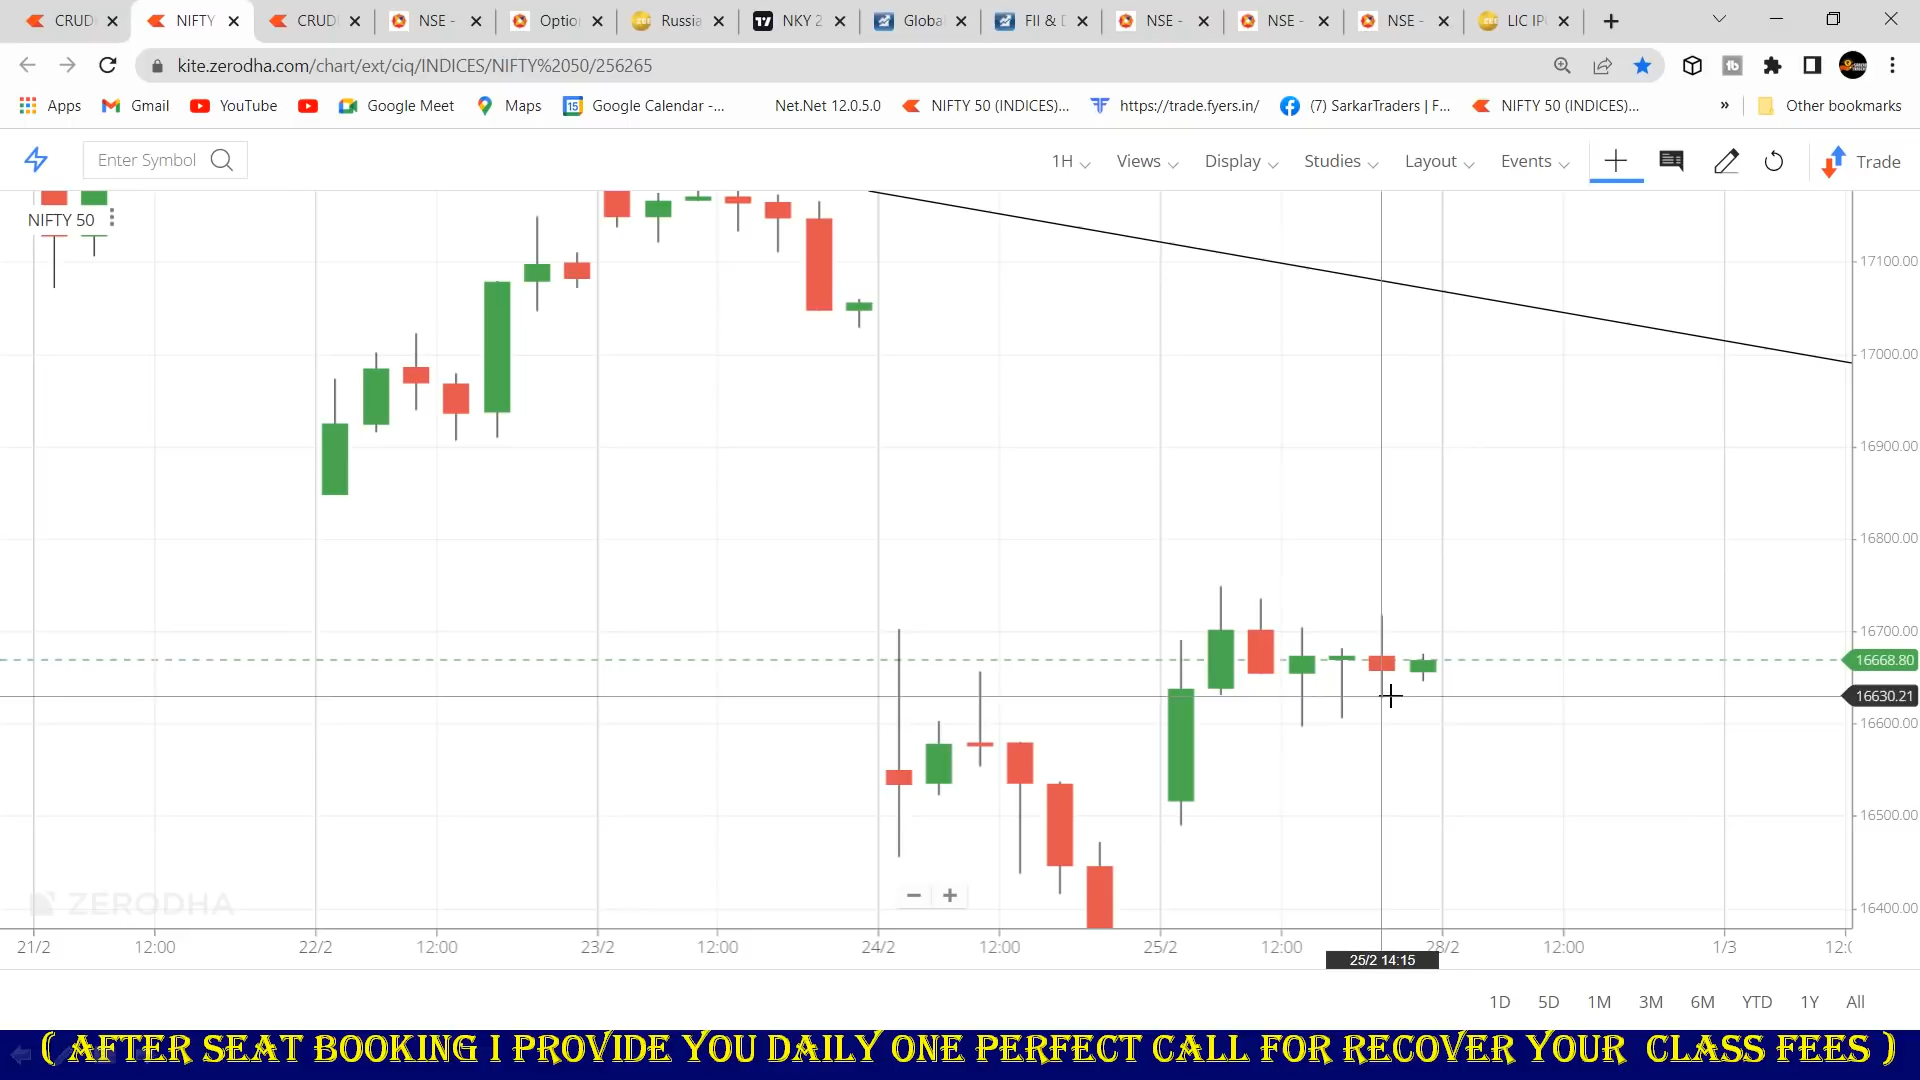 CRUD NIFTY CRUD NSE - Optio Russia NKY 2 Globa FII & D NSE - NSE - NSE - LIC IP
kite.zerodha.com/chart/ext/ciq/INDICES/NIFTY%2050/256265
Apps Gmail YouTube Google Meet Maps 15 Google Calendar -... Net.Net 12.0.5.0 NIFTY 50 (INDICES)... https://trade.fyers.in/ (7) SarkarTraders | F... NIFTY 50 (INDICES)... » Other bookmarks
Enter Symbol 1H Views Display Studies Layout Events Trade
NIFTY 50
17100.00
17000.00
16900.00
16800.00
16700.00
16668.80
16630.21
16600.00
16500.00
16400.00
ZERODHA
21/2 12:00 22/2 12:00 23/2 12:00 24/2 12:00 25/2 12:00 28/2 12:00 1/3
25/2 14:15
1D 5D 1M 3M 6M YTD 1Y All
( AFTER SEAT BOOKING I PROVIDE YOU DAILY ONE PERFECT CALL FOR RECOVER YOUR CLASS FEES )